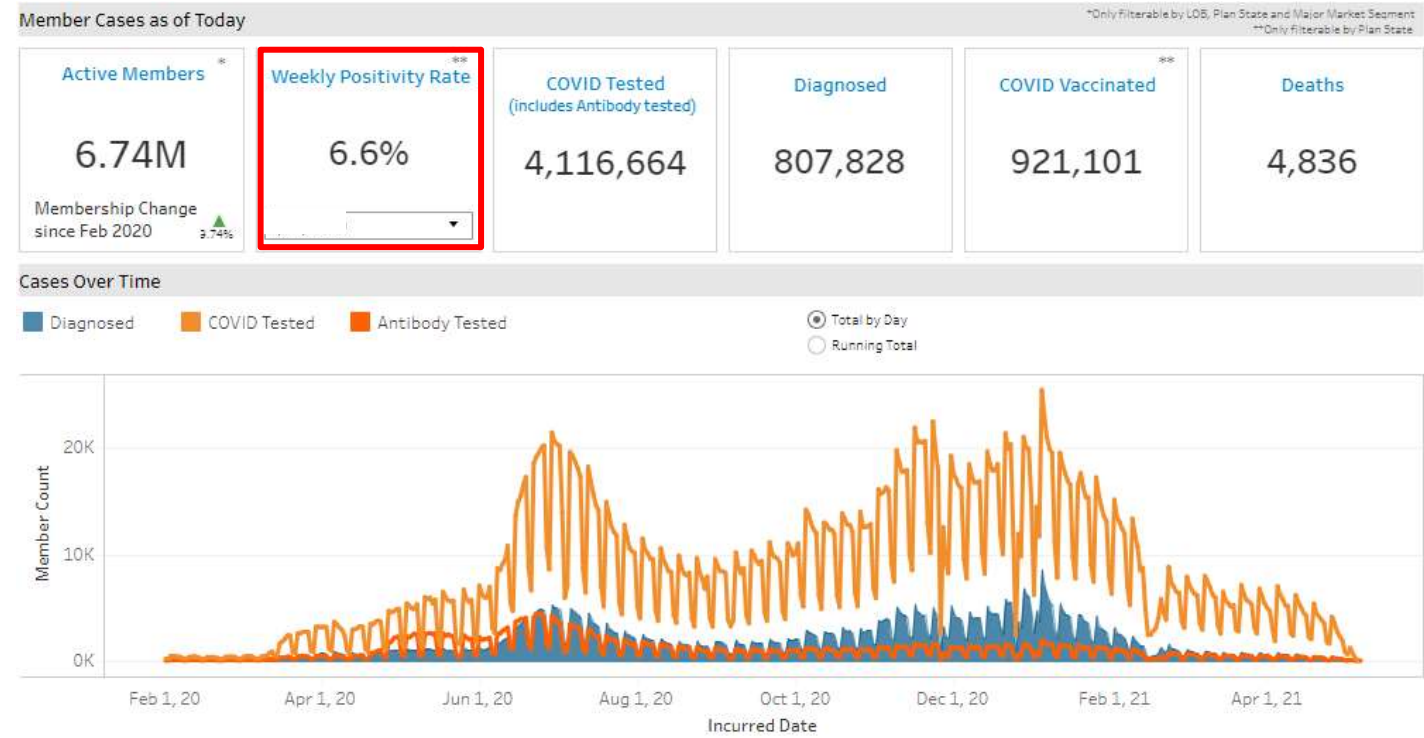 Member Cases as of Today
*Only filterable by LOB, Plan State and Major Market Segment
**Only filterable by Plan State
Active Members *
6.74M
Membership Change
since Feb 2020
9.74%
Weekly Positivity Rate **
6.6%
COVID Tested
(includes Antibody tested)
4,116,664
Diagnosed
807,828
COVID Vaccinated **
921,101
Deaths
4,836
Cases Over Time
Diagnosed COVID Tested Antibody Tested
Total by Day
Running Total
Member Count
20K
10K
0K
Feb 1, 20 Apr 1, 20 Jun 1, 20 Aug 1, 20 Oct 1, 20 Dec 1, 20 Feb 1, 21 Apr 1, 21
Incurred Date